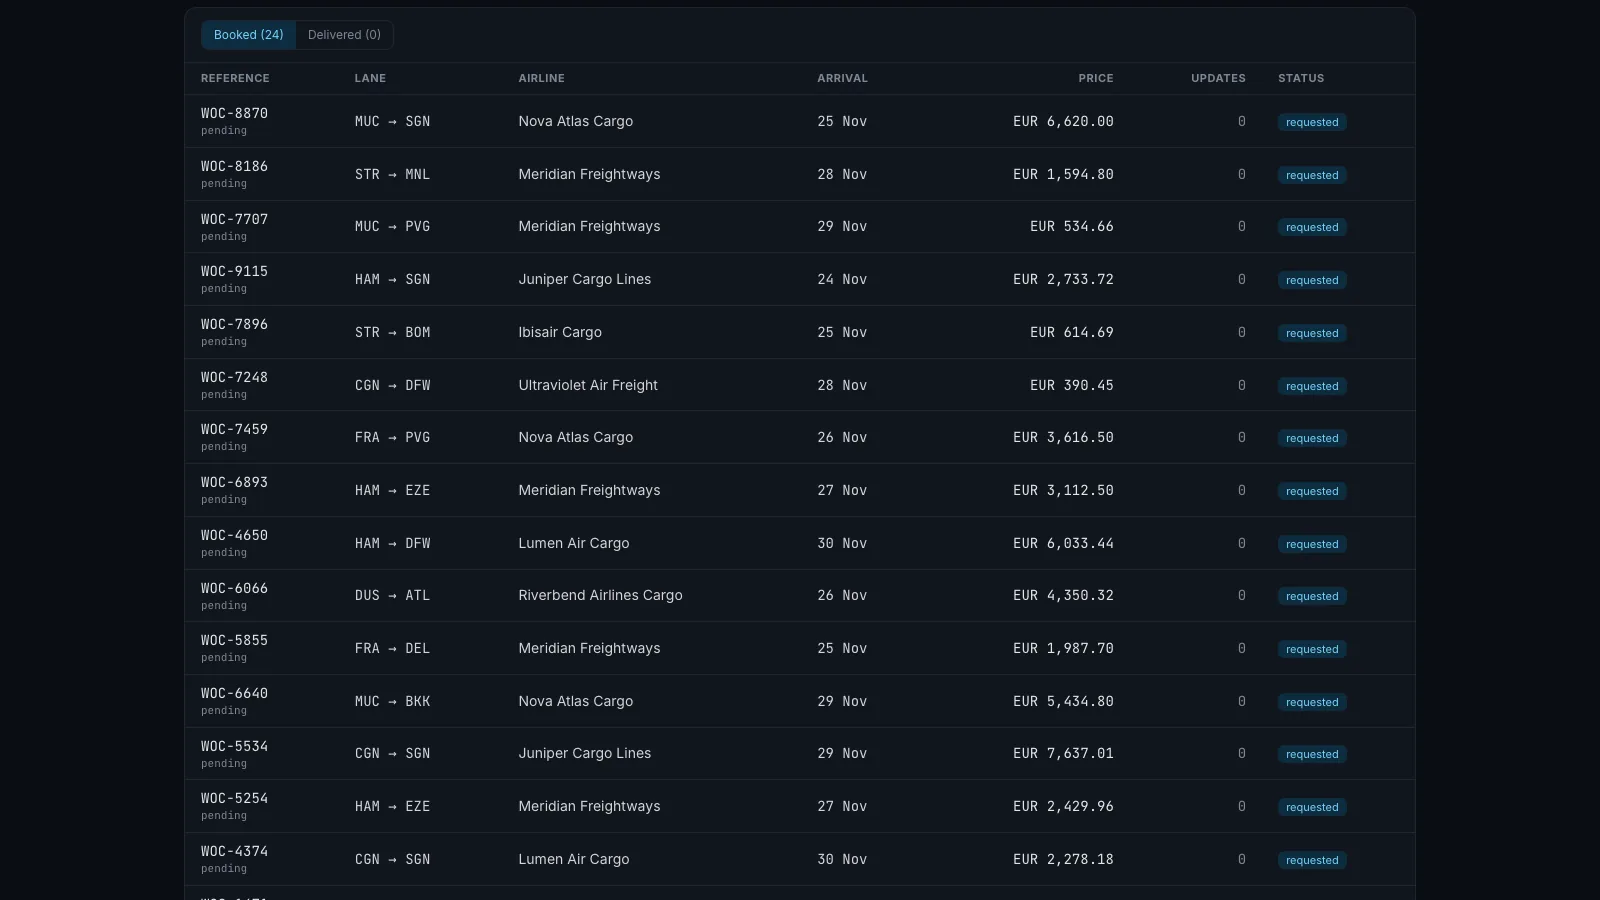 Booked (24) Delivered (0)
REFERENCE LANE AIRLINE ARRIVAL PRICE UPDATES STATUS
WOC-8870 MUC → SGN Nova Atlas Cargo 25 Nov EUR 6,620.00 0 requested
pending
WOC-8186 STR → MNL Meridian Freightways 28 Nov EUR 1,594.80 0 requested
pending
WOC-7707 MUC → PVG Meridian Freightways 29 Nov EUR 534.66 0 requested
pending
WOC-9115 HAM → SGN Juniper Cargo Lines 24 Nov EUR 2,733.72 0 requested
pending
WOC-7896 STR → BOM Ibisair Cargo 25 Nov EUR 614.69 0 requested
pending
WOC-7248 CGN → DFW Ultraviolet Air Freight 28 Nov EUR 390.45 0 requested
pending
WOC-7459 FRA → PVG Nova Atlas Cargo 26 Nov EUR 3,616.50 0 requested
pending
WOC-6893 HAM → EZE Meridian Freightways 27 Nov EUR 3,112.50 0 requested
pending
WOC-4650 HAM → DFW Lumen Air Cargo 30 Nov EUR 6,033.44 0 requested
pending
WOC-6066 DUS → ATL Riverbend Airlines Cargo 26 Nov EUR 4,350.32 0 requested
pending
WOC-5855 FRA → DEL Meridian Freightways 25 Nov EUR 1,987.70 0 requested
pending
WOC-6640 MUC → BKK Nova Atlas Cargo 29 Nov EUR 5,434.80 0 requested
pending
WOC-5534 CGN → SGN Juniper Cargo Lines 29 Nov EUR 7,637.01 0 requested
pending
WOC-5254 HAM → EZE Meridian Freightways 27 Nov EUR 2,429.96 0 requested
pending
WOC-4374 CGN → SGN Lumen Air Cargo 30 Nov EUR 2,278.18 0 requested
pending